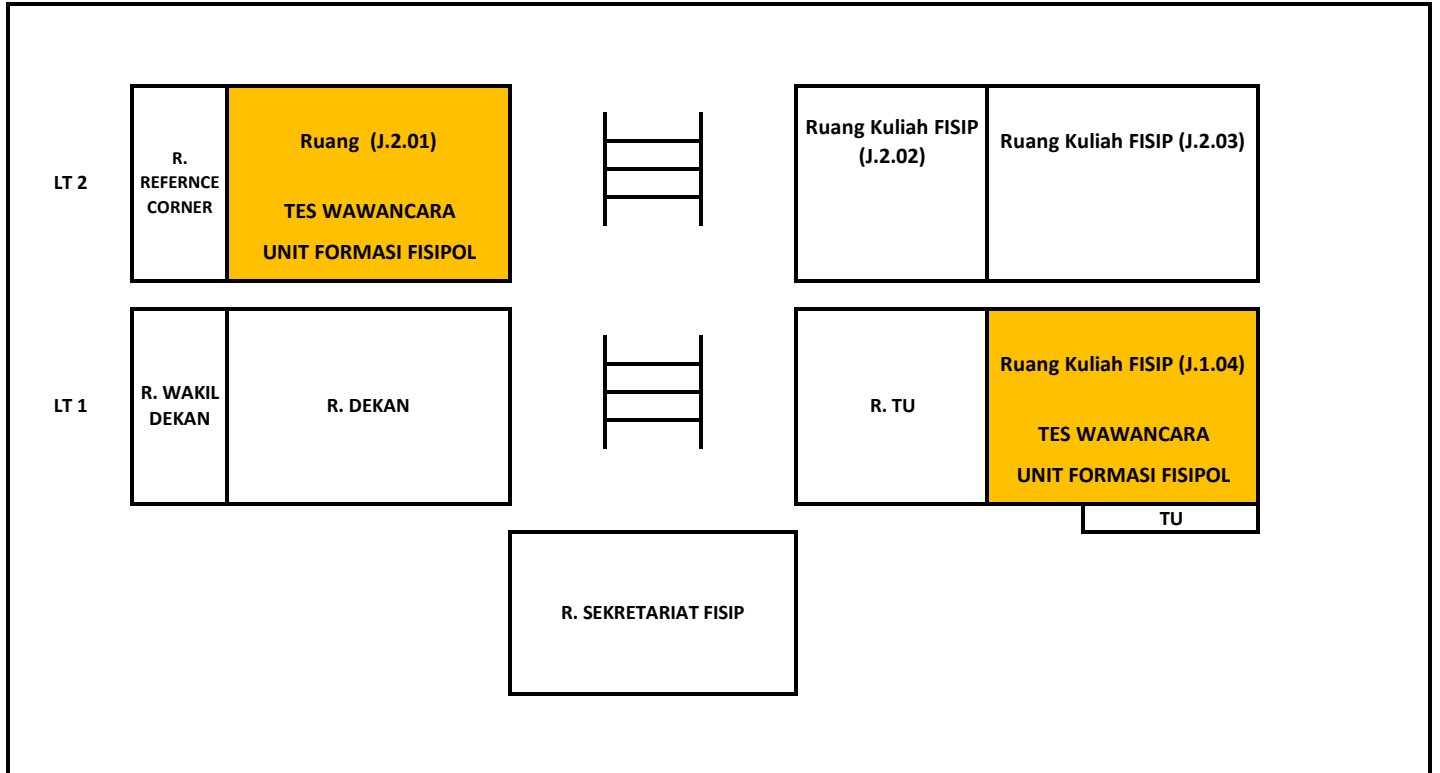 LT 2
R.
REFERNCE
CORNER
Ruang (J.2.01)
TES WAWANCARA
UNIT FORMASI FISIPOL
Ruang Kuliah FISIP
(J.2.02)
Ruang Kuliah FISIP (J.2.03)
LT 1
R. WAKIL
DEKAN
R. DEKAN
R. TU
Ruang Kuliah FISIP (J.1.04)
TES WAWANCARA
UNIT FORMASI FISIPOL
TU
R. SEKRETARIAT FISIP